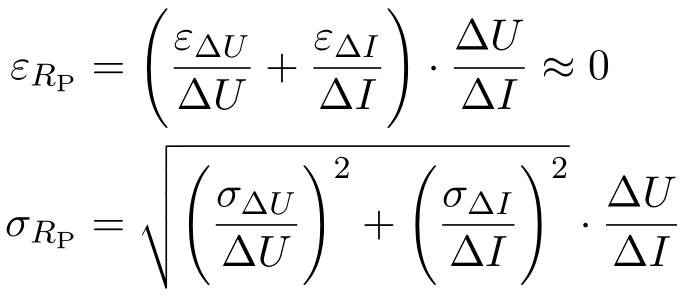 ε_{R_P} = (ε_{ΔU}/ΔU + ε_{ΔI}/ΔI) · ΔU/ΔI ≈ 0
σ_{R_P} = √((σ_{ΔU}/ΔU)² + (σ_{ΔI}/ΔI)²) · ΔU/ΔI